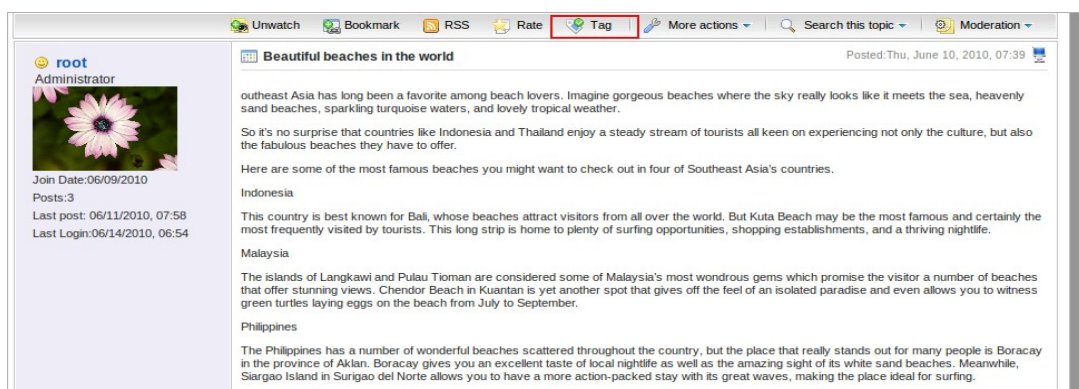 Unwatch Bookmark RSS Rate Tag More actions Search this topic Moderation
root
Administrator
Join Date:06/09/2010
Posts:3
Last post: 06/11/2010, 07:58
Last Login:06/14/2010, 06:54
Beautiful beaches in the world Posted:Thu, June 10, 2010, 07:39
outheast Asia has long been a favorite among beach lovers. Imagine gorgeous beaches where the sky really looks like it meets the sea, heavenly
sand beaches, sparkling turquoise waters, and lovely tropical weather.
So it's no surprise that countries like Indonesia and Thailand enjoy a steady stream of tourists all keen on experiencing not only the culture, but also
the fabulous beaches they have to offer.
Here are some of the most famous beaches you might want to check out in four of Southeast Asia's countries.
Indonesia
This country is best known for Bali, whose beaches attract visitors from all over the world. But Kuta Beach may be the most famous and certainly the
most frequently visited by tourists. This long strip is home to plenty of surfing opportunities, shopping establishments, and a thriving nightlife.
Malaysia
The islands of Langkawi and Pulau Tioman are considered some of Malaysia's most wondrous gems which promise the visitor a number of beaches
that offer stunning views. Chendor Beach in Kuantan is yet another spot that gives off the feel of an isolated paradise and even allows you to witness
green turtles laying eggs on the beach from July to September.
Philippines
The Philippines has a number of wonderful beaches scattered throughout the country, but the place that really stands out for many people is Boracay
in the province of Aklan. Boracay gives you an excellent taste of local nightlife as well as the amazing sight of its white sand beaches. Meanwhile,
Siargao Island in Surigao del Norte allows you to have a more action-packed stay with its great waves, making the place ideal for surfing.